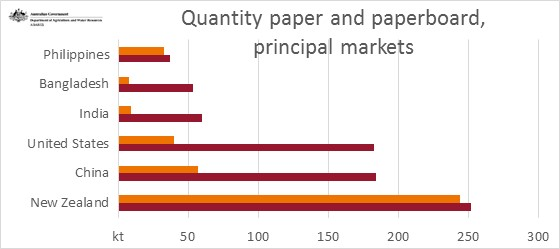 Australian Government
Department of Agriculture and Water Resources
ABARES
Quantity paper and paperboard,
principal markets
Philippines
Bangladesh
India
United States
China
New Zealand
kt 50 100 150 200 250 300